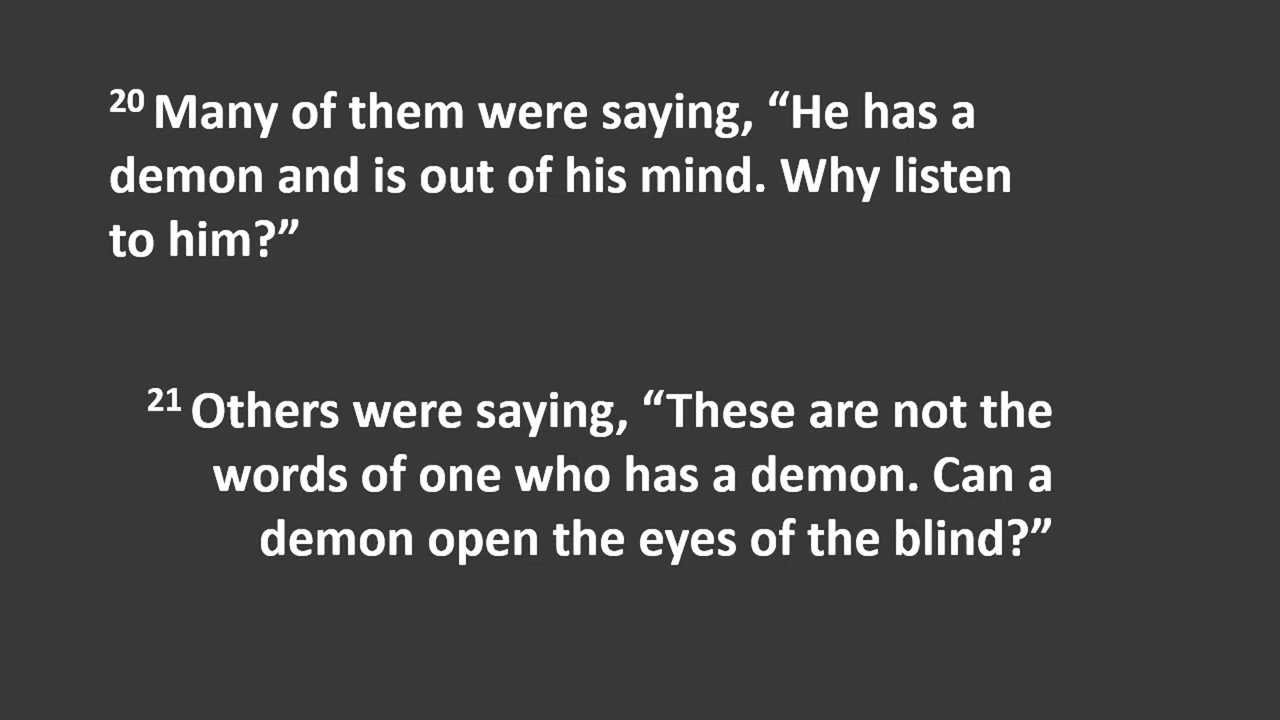 20 Many of them were saying, “He has a
demon and is out of his mind. Why listen
to him?”
21 Others were saying, “These are not the
words of one who has a demon. Can a
demon open the eyes of the blind?”